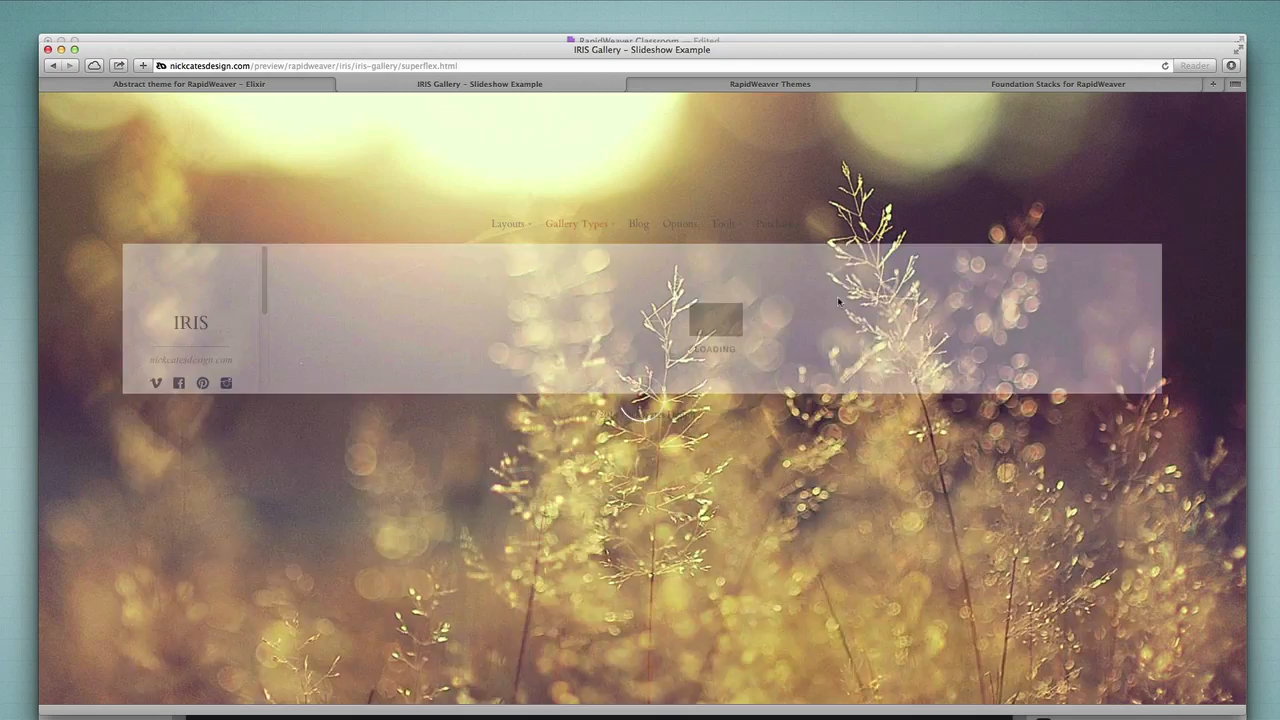 RapidWeaver Classroom — Edited
IRIS Gallery – Slideshow Example
nickcatesdesign.com/preview/rapidweaver/iris/iris-gallery/superflex.html
Reader
Abstract theme for RapidWeaver – Elixir
IRIS Gallery – Slideshow Example
RapidWeaver Themes
Foundation Stacks for RapidWeaver
Layouts Gallery Types Blog Options Tools Purchase
IRIS
nickcatesdesign.com
LOADING